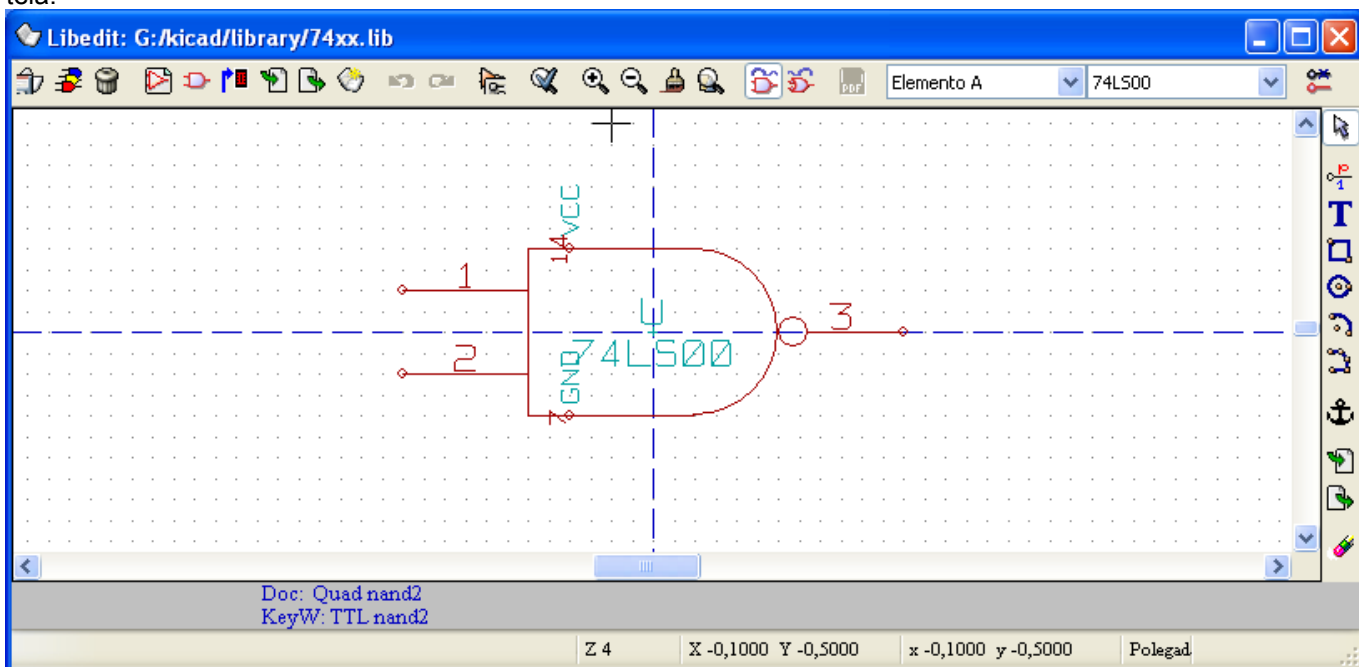 tela.
Libedit: G:/kicad/library/74xx.lib
PDF
Elemento A
74LS00
VCC
14
1
U
3
2
74LS00
GND
7
Doc: Quad nand2
KeyW: TTL nand2
Z 4
X -0,1000 Y -0,5000
x -0,1000 y -0,5000
Polegad